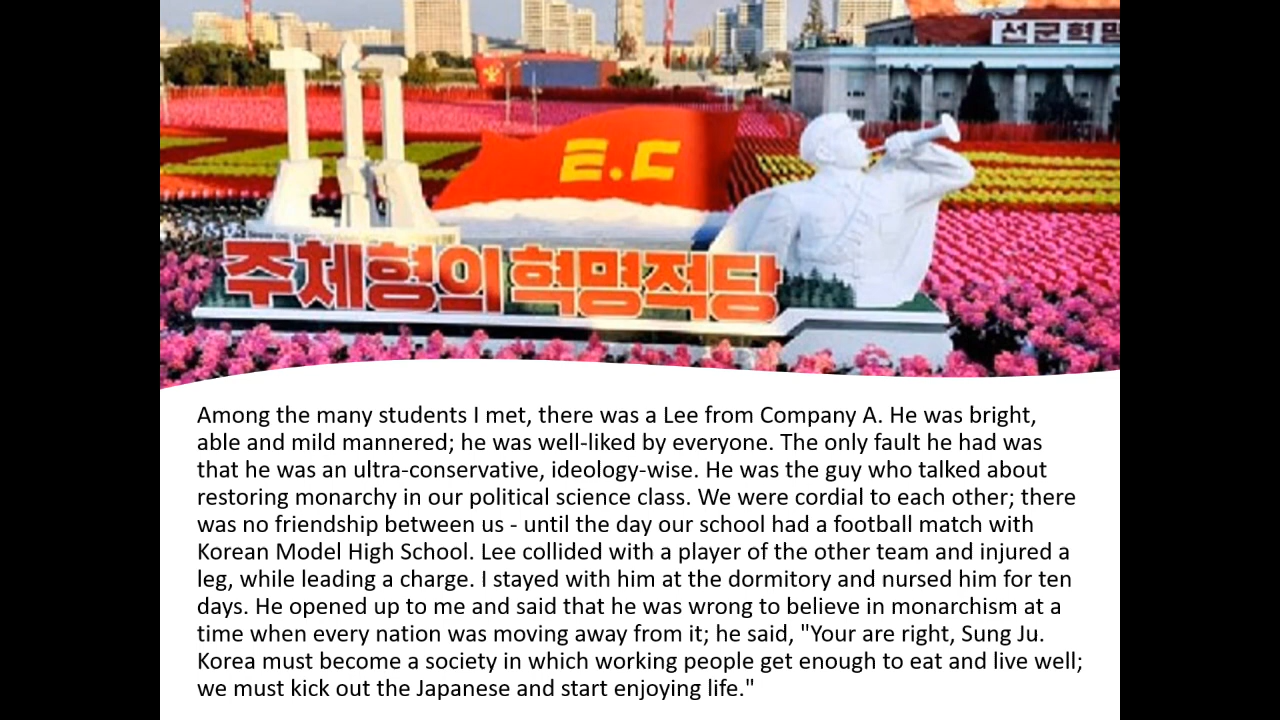 선군혁명
ㅌ.ㄷ
주체형의 혁명적당
Among the many students I met, there was a Lee from Company A. He was bright,
able and mild mannered; he was well-liked by everyone. The only fault he had was
that he was an ultra-conservative, ideology-wise. He was the guy who talked about
restoring monarchy in our political science class. We were cordial to each other; there
was no friendship between us - until the day our school had a football match with
Korean Model High School. Lee collided with a player of the other team and injured a
leg, while leading a charge. I stayed with him at the dormitory and nursed him for ten
days. He opened up to me and said that he was wrong to believe in monarchism at a
time when every nation was moving away from it; he said, "Your are right, Sung Ju.
Korea must become a society in which working people get enough to eat and live well;
we must kick out the Japanese and start enjoying life."